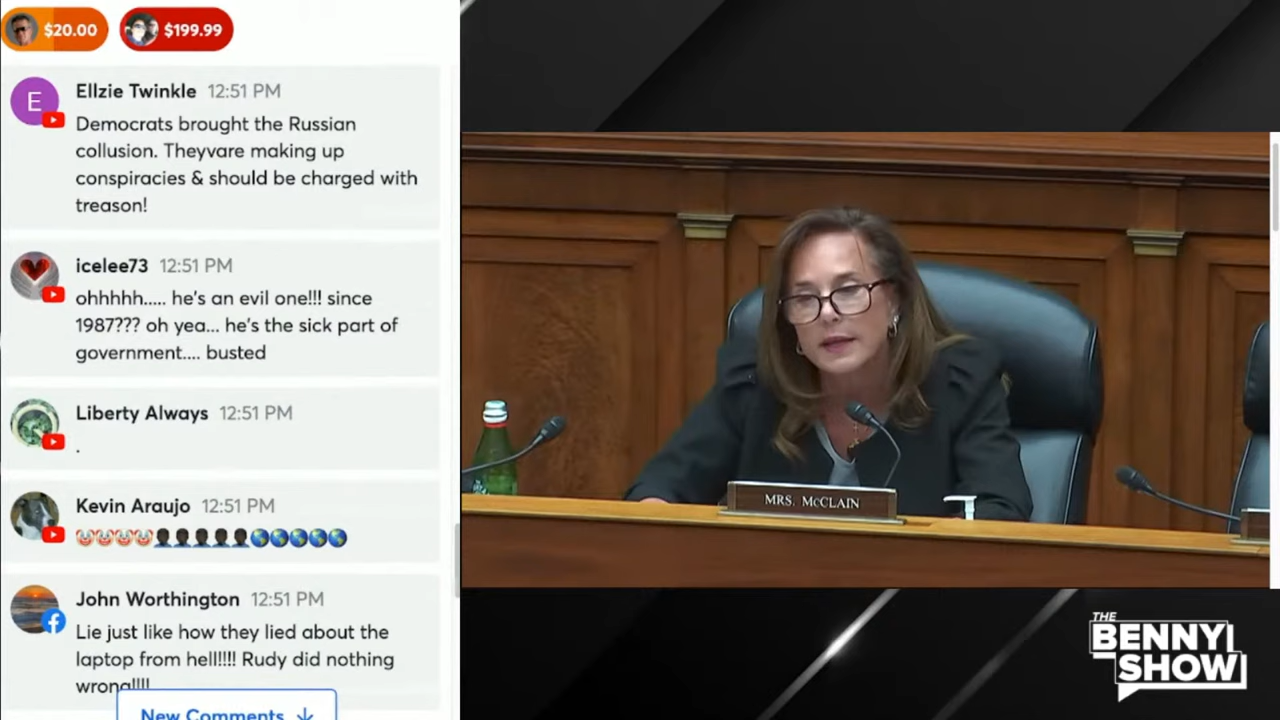 $20.00
$199.99
Ellzie Twinkle 12:51 PM
Democrats brought the Russian
collusion. Theyvare making up
conspiracies & should be charged with
treason!
icelee73 12:51 PM
ohhhhh..... he's an evil one!!! since
1987??? oh yea... he's the sick part of
government.... busted
Liberty Always 12:51 PM
.
Kevin Araujo 12:51 PM
🤡🤡🤡🤡👤👤👤👤👤🌎🌎🌎🌎🌎
John Worthington 12:51 PM
Lie just like how they lied about the
laptop from hell!!!! Rudy did nothing
wrong!!!!
New Comments ↓
E
MRS. McCLAIN
THE
BENNY
SHOW